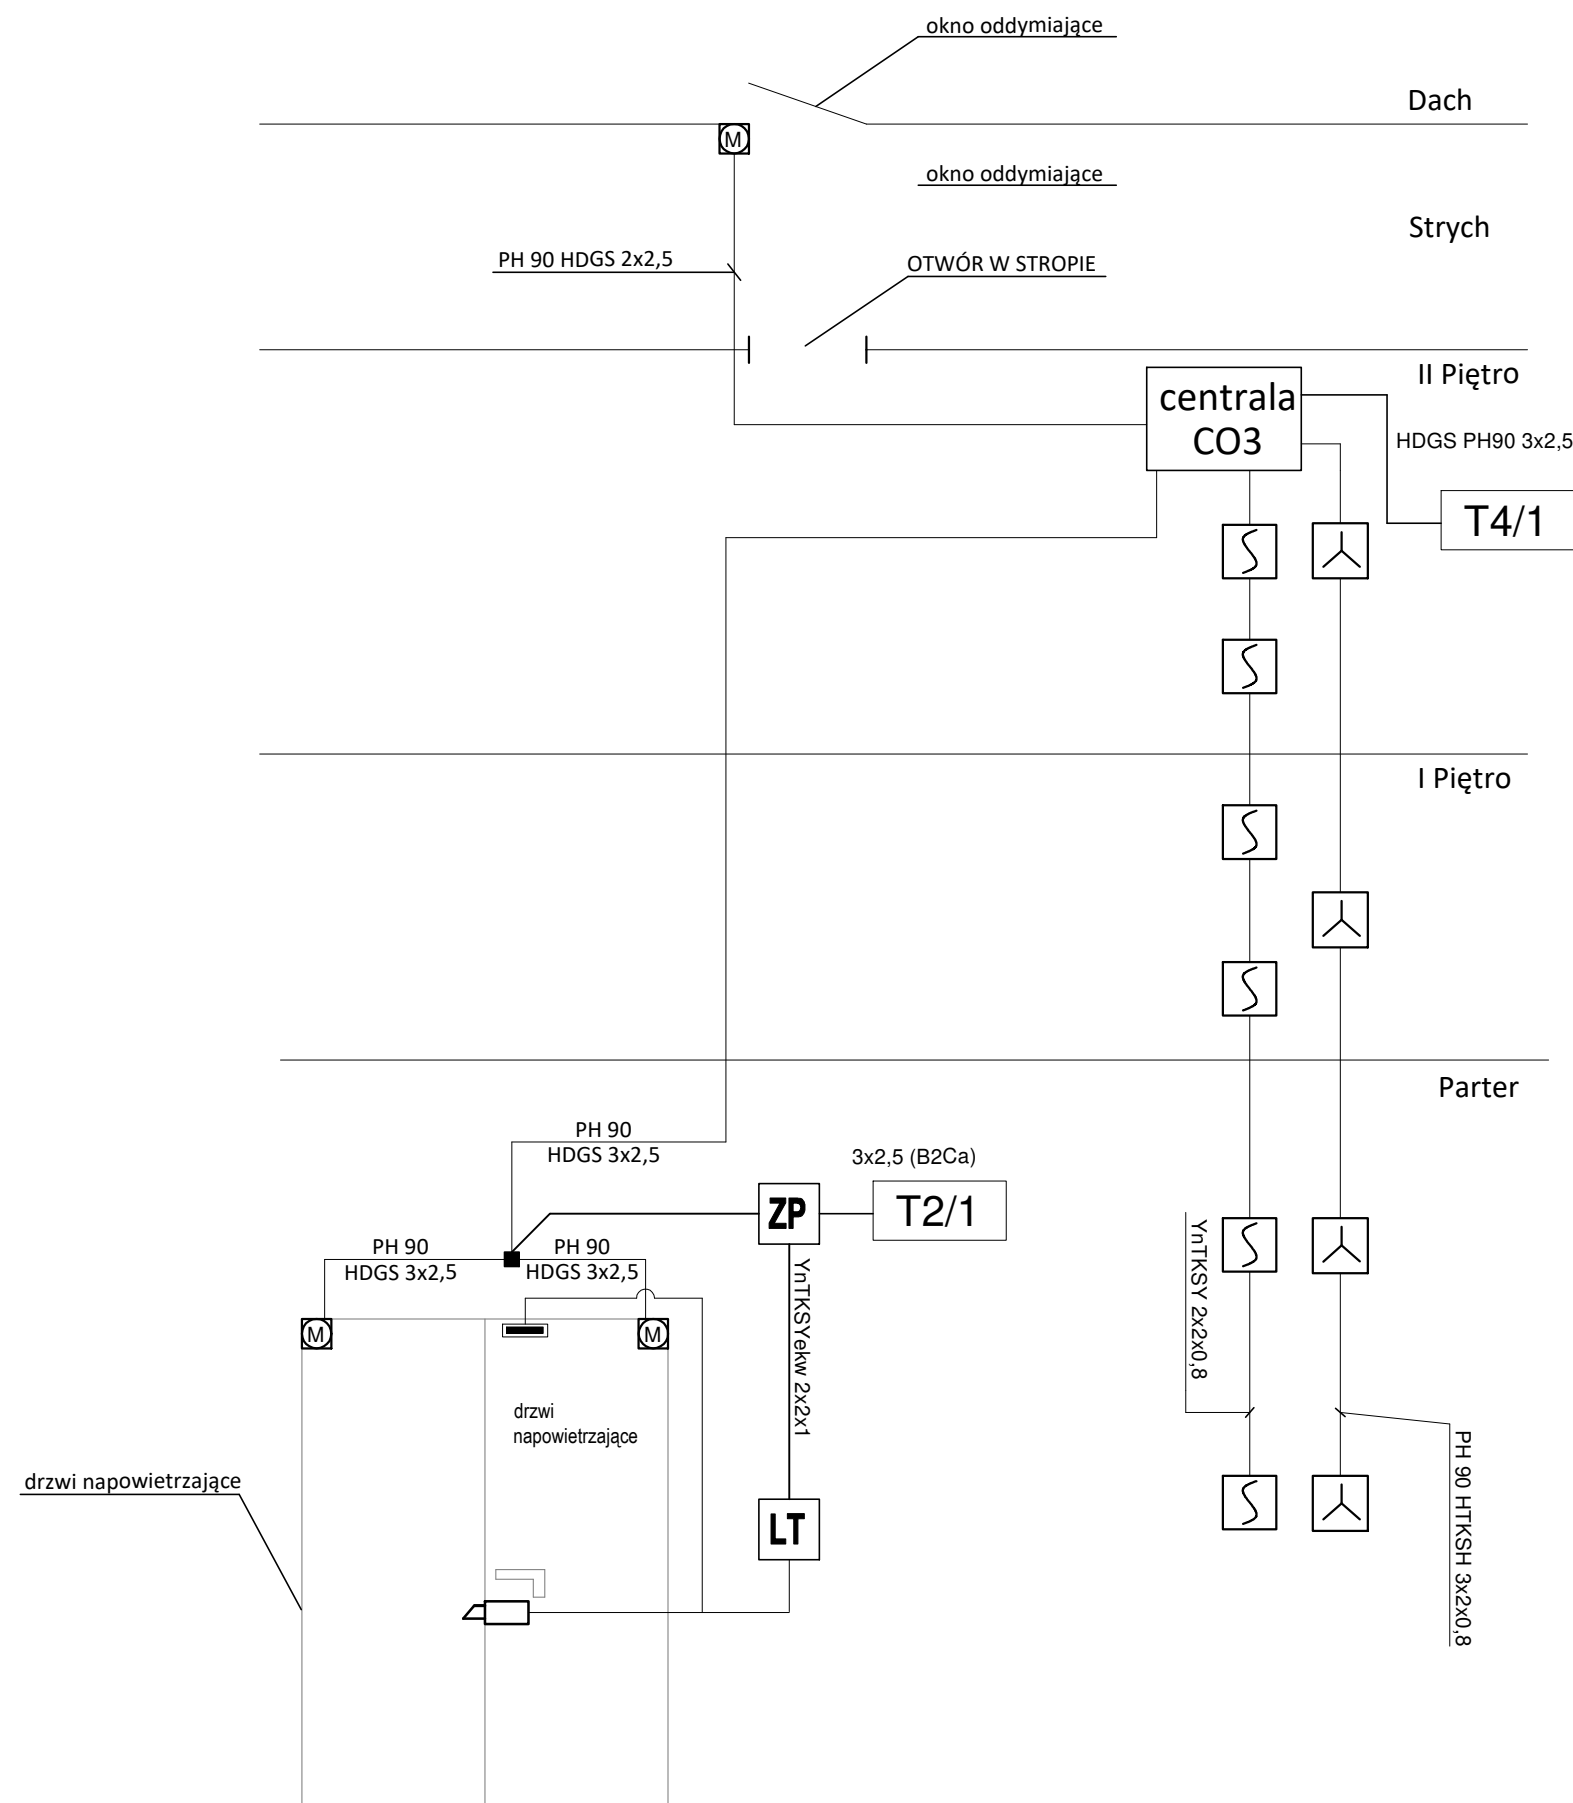 okno oddymiające
Dach
M
okno oddymiające
Strych
PH 90 HDGS 2x2,5
OTWÓR W STROPIE
II Piętro
centrala
CO3
HDGS PH90 3x2,5
T4/1
I Piętro
Parter
PH 90
HDGS 3x2,5
3x2,5 (B2Ca)
ZP
T2/1
PH 90
HDGS 3x2,5
PH 90
HDGS 3x2,5
YnTKSYekw 2x2x1
YnTKSY 2x2x0,8
M
M
drzwi
napowietrzające
drzwi napowietrzające
PH 90 HTKSH 3x2x0,8
LT